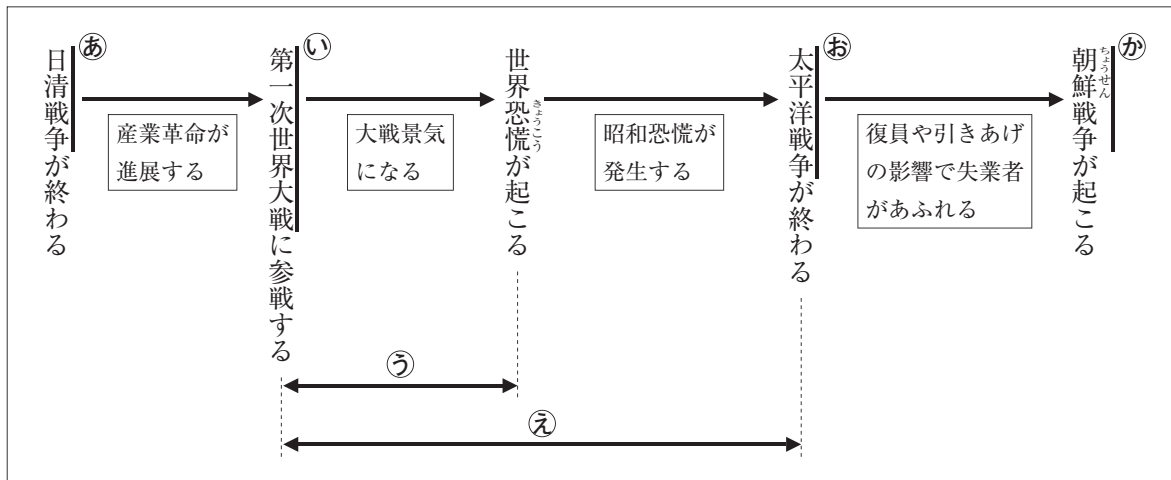 あ
日清戦争が終わる
産業革命が
進展する
い
第一次世界大戦に参戦する
大戦景気
になる
世界恐慌が起こる
きょうこう
昭和恐慌が
発生する
お
太平洋戦争が終わる
復員や引きあげ
の影響で失業者
があふれる
か
朝鮮戦争が起こる
ちょうせん
う
え